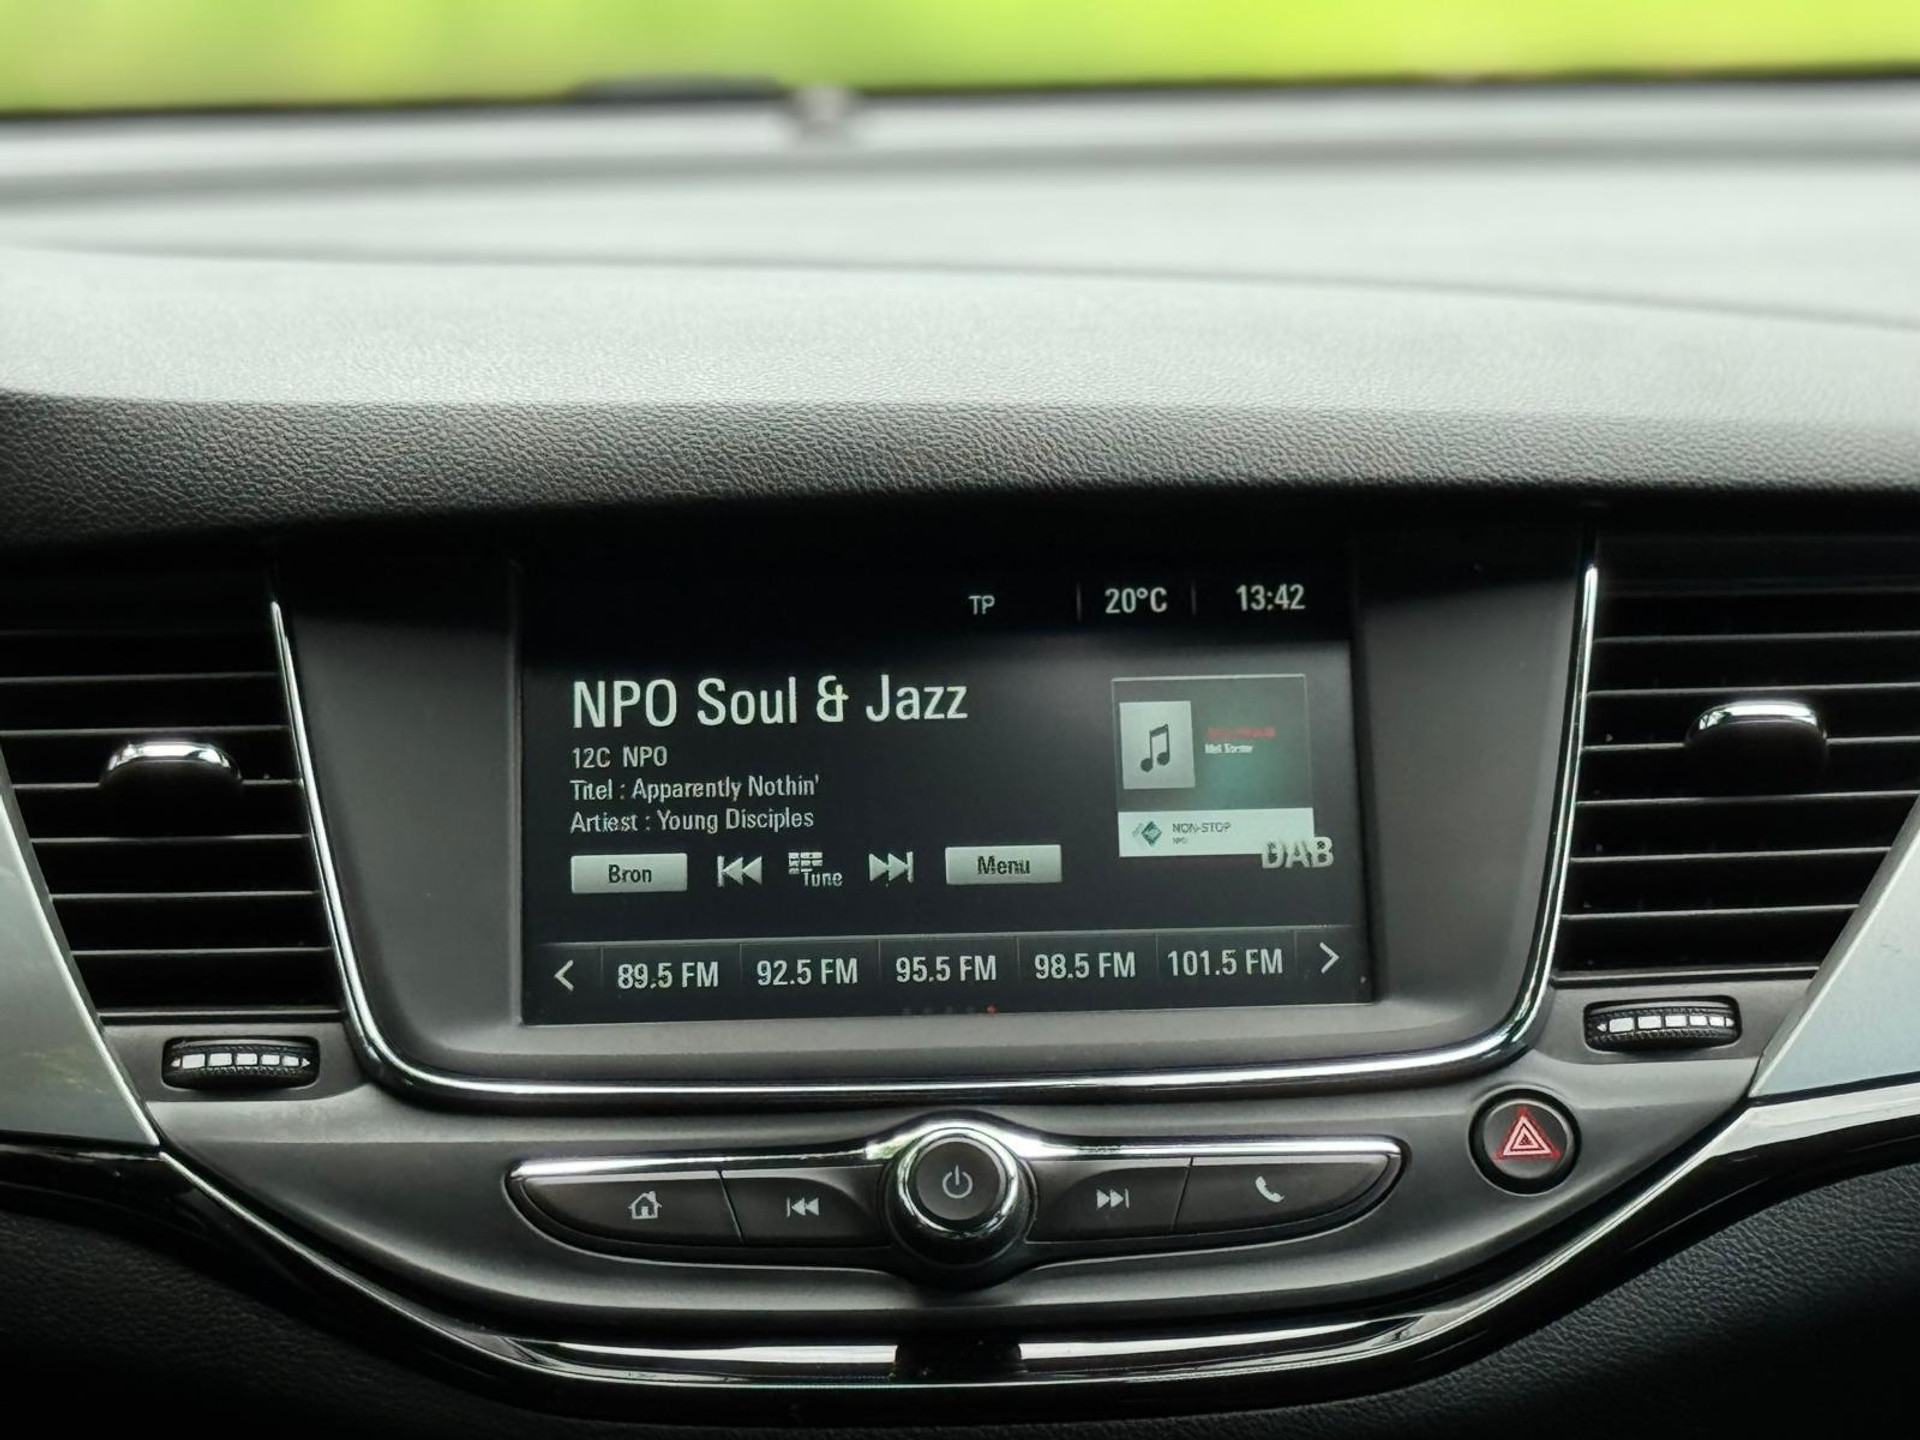 TP 20°C 13:42
NPO Soul & Jazz
12C NPO
Titel : Apparently Nothin'
Artiest : Young Disciples
NON-STOP
NPO
DAB
Bron Tune Menu
89.5 FM 92.5 FM 95.5 FM 98.5 FM 101.5 FM